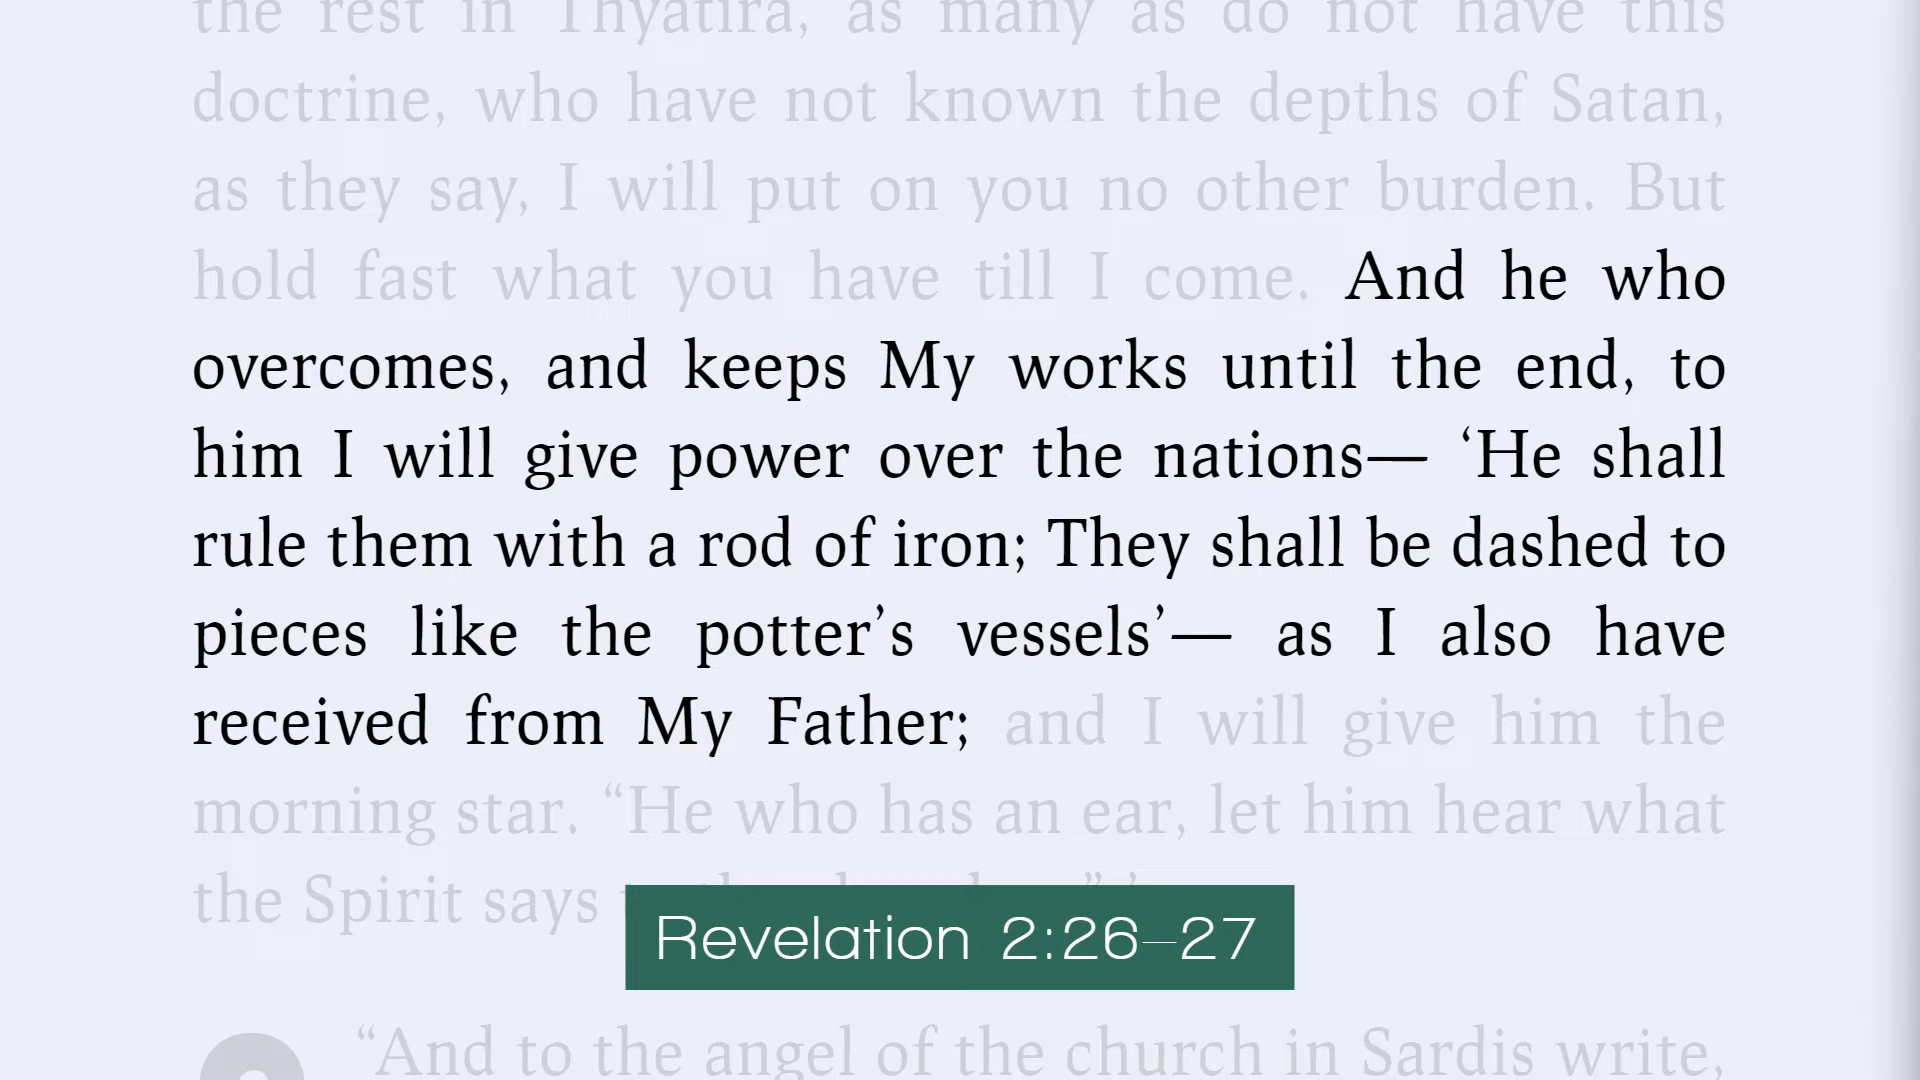 the rest in Thyatira, as many as do not have this
doctrine, who have not known the depths of Satan,
as they say, I will put on you no other burden. But
hold fast what you have till I come. And he who
overcomes, and keeps My works until the end, to
him I will give power over the nations— ‘He shall
rule them with a rod of iron; They shall be dashed to
pieces like the potter’s vessels’— as I also have
received from My Father; and I will give him the
morning star. “He who has an ear, let him hear what
the Spirit says
Revelation 2:26–27
“And to the angel of the church in Sardis write,